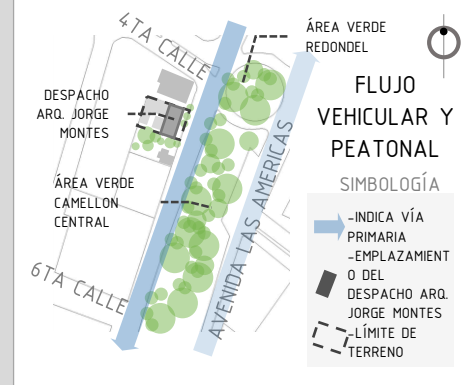 4TA CALLE
ÁREA VERDE
REDONDEL
DESPACHO
ARQ. JORGE
MONTES
ÁREA VERDE
CAMELLON
CENTRAL
6TA CALLE
AVENIDA LAS AMERICAS
FLUJO
VEHICULAR Y
PEATONAL
SIMBOLOGÍA
-INDICA VÍA
PRIMARIA
-EMPLAZAMIENT
O DEL
DESPACHO ARQ.
JORGE MONTES
-LÍMITE DE
TERRENO